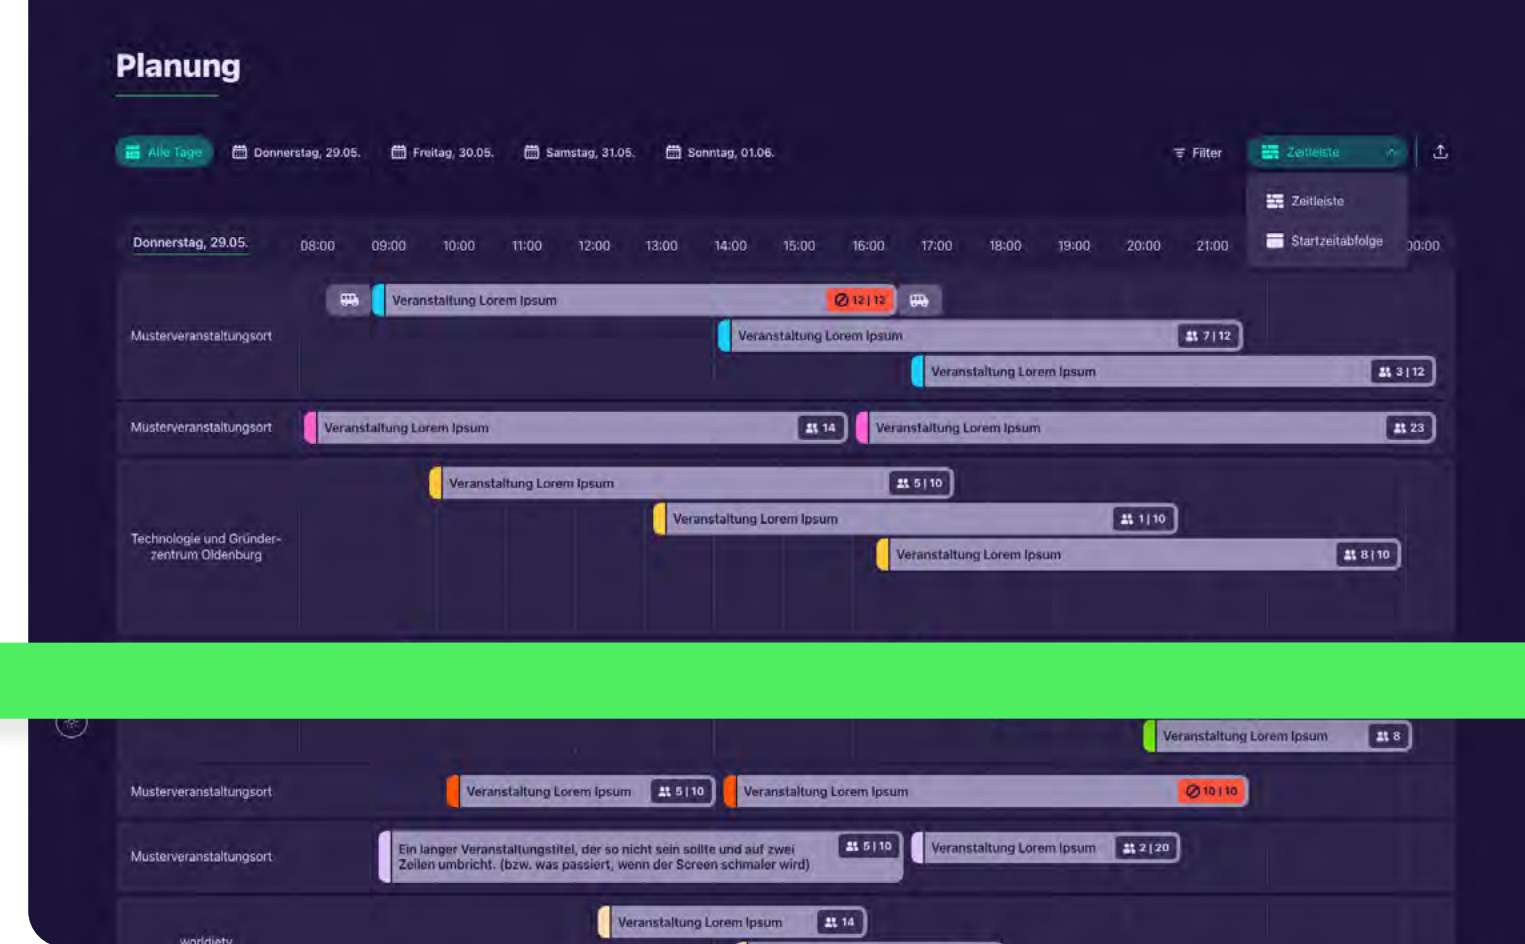 Planung
Alle Tage Donnerstag, 29.05. Freitag, 30.05. Samstag, 31.05. Sonntag, 01.06. Filter Zeitleiste
Zeitleiste
Startzeitabfolge
Donnerstag, 29.05. 08:00 09:00 10:00 11:00 12:00 13:00 14:00 15:00 16:00 17:00 18:00 19:00 20:00 21:00 00:00
Veranstaltung Lorem Ipsum 12 | 12
Musterveranstaltungsort
Veranstaltung Lorem Ipsum 7 | 12
Veranstaltung Lorem Ipsum 3 | 12
Musterveranstaltungsort Veranstaltung Lorem Ipsum 14 Veranstaltung Lorem Ipsum 23
Veranstaltung Lorem Ipsum 5 | 10
Veranstaltung Lorem Ipsum 1 | 10
Technologie und Gründer-
zentrum Oldenburg
Veranstaltung Lorem Ipsum 8 | 10
Veranstaltung Lorem Ipsum 8
Musterveranstaltungsort Veranstaltung Lorem Ipsum 5 | 10 Veranstaltung Lorem Ipsum 10 | 10
Musterveranstaltungsort
Ein langer Veranstaltungstitel, der so nicht sein sollte und auf zwei
Zeilen umbricht. (bzw. was passiert, wenn der Screen schmaler wird)
5 | 10 Veranstaltung Lorem Ipsum 2 | 20
Veranstaltung Lorem Ipsum 14
worldiety